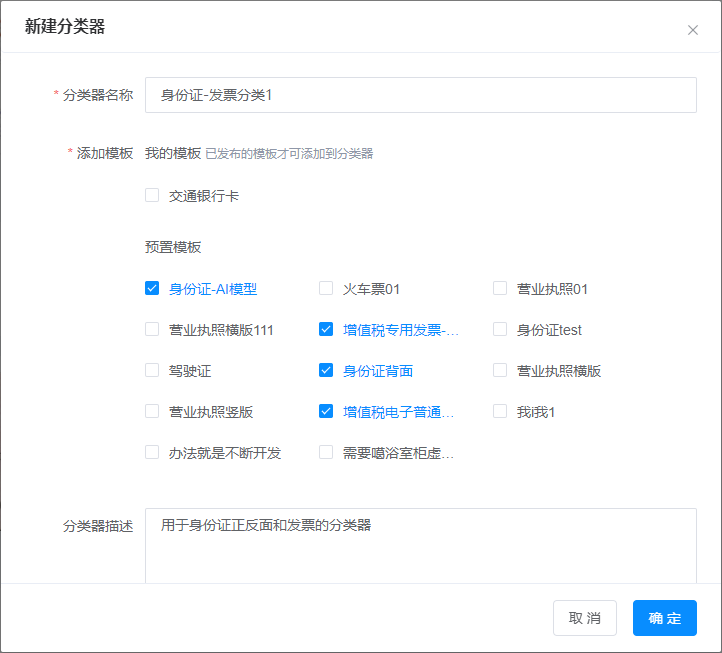 新建分类器
* 分类器名称 身份证-发票分类1
* 添加模板 我的模板 已发布的模板才可添加到分类器
交通银行卡
预置模板
身份证-AI模型 火车票01 营业执照01
营业执照横版111 增值税专用发票-... 身份证test
驾驶证 身份证背面 营业执照横版
营业执照竖版 增值税电子普通... 我i我1
办法就是不断开发 需要噶浴室柜虚...
分类器描述 用于身份证正反面和发票的分类器
取消 确定